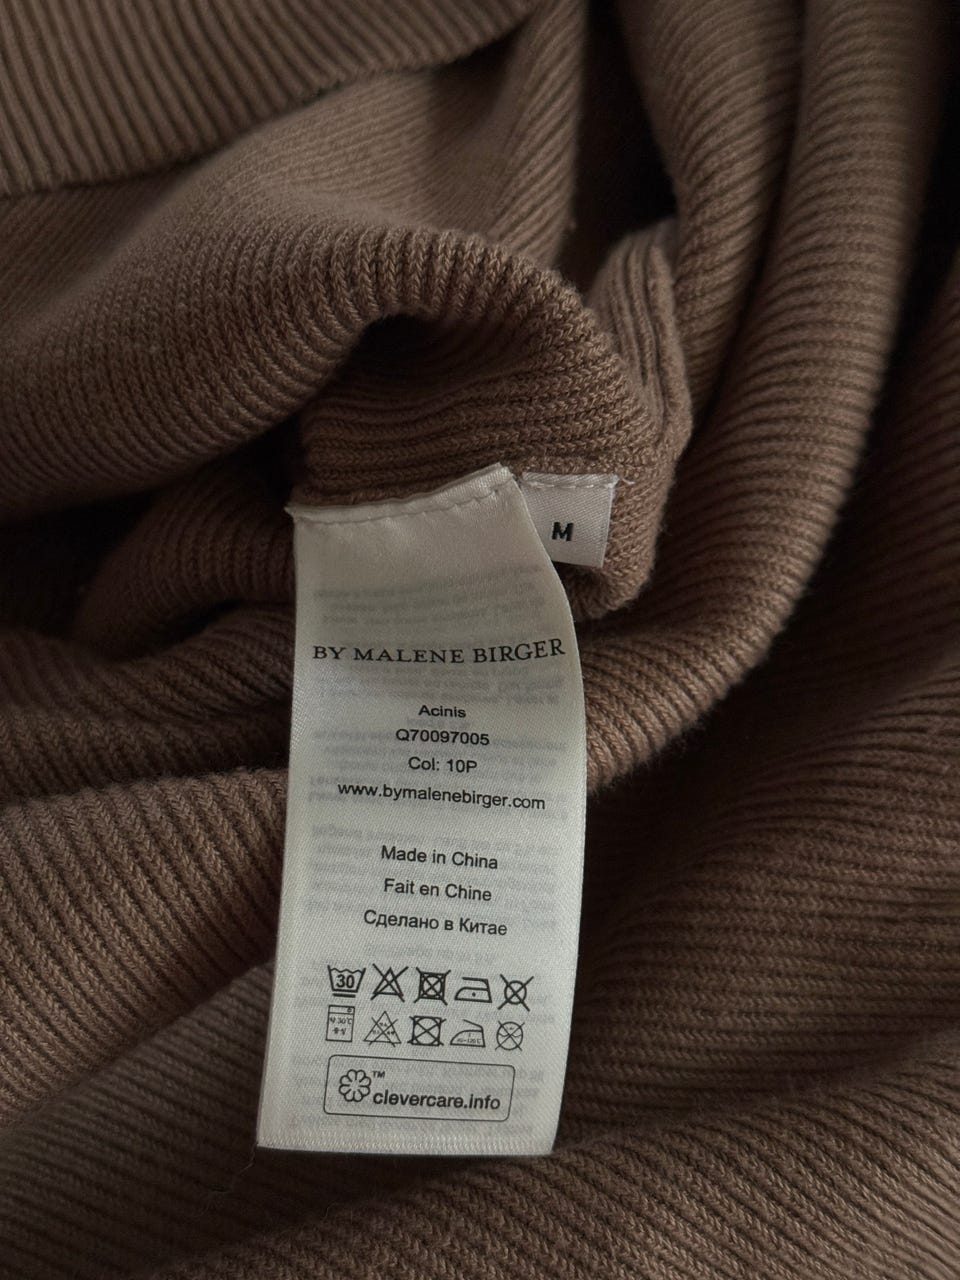 M
BY MALENE BIRGER
Acinis
Q70097005
Col: 10P
www.bymalenebirger.com
Made in China
Fait en Chine
Сделано в Китае
30
TM
clevercare.info